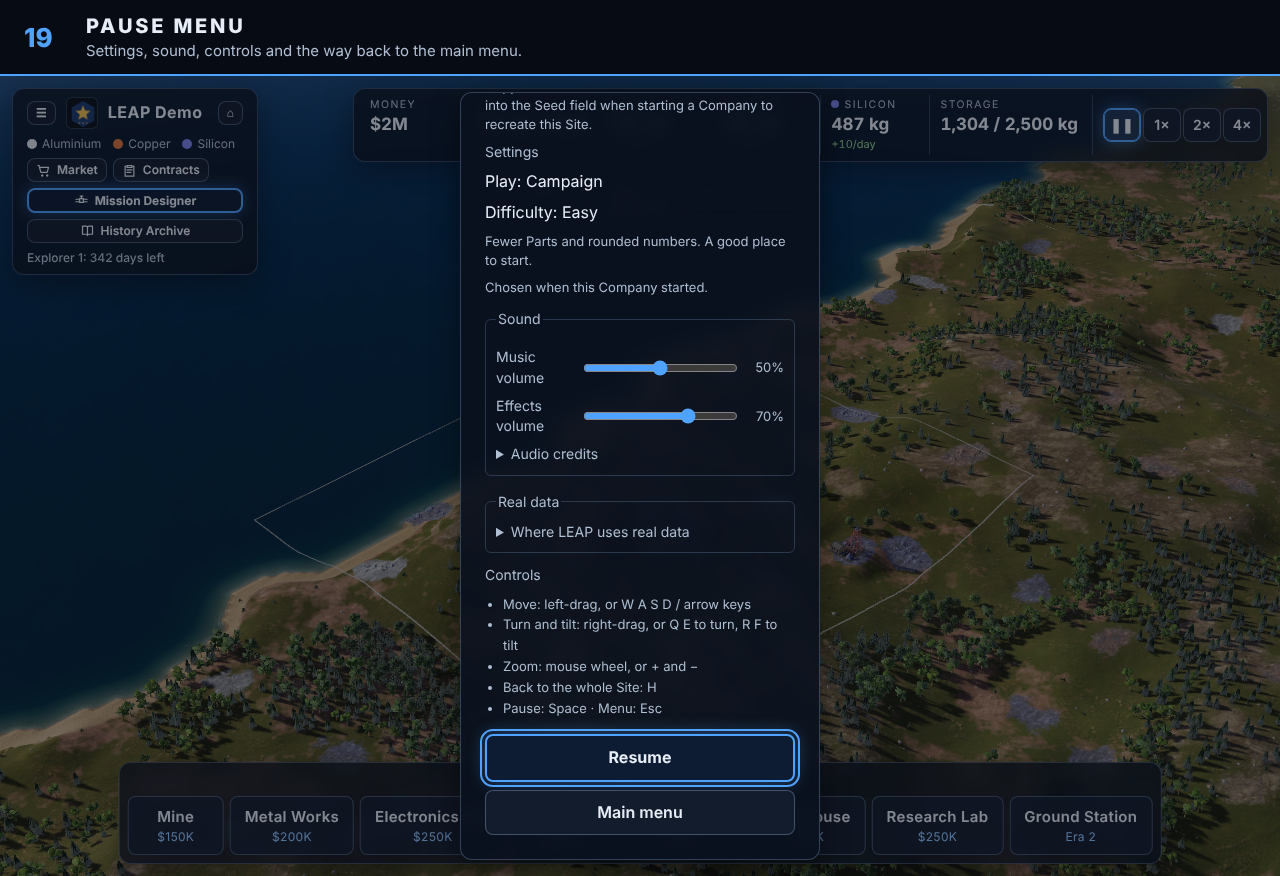 19
PAUSE MENU
Settings, sound, controls and the way back to the main menu.
LEAP Demo
Aluminium Copper Silicon
Market Contracts
Mission Designer
History Archive
Explorer 1: 342 days left
MONEY
$2M
SILICON
487 kg
+10/day
STORAGE
1,304 / 2,500 kg
1× 2× 4×
into the Seed field when starting a Company to
recreate this Site.
Settings
Play: Campaign
Difficulty: Easy
Fewer Parts and rounded numbers. A good place
to start.
Chosen when this Company started.
Sound
Music
volume
50%
Effects
volume
70%
Audio credits
Real data
Where LEAP uses real data
Controls
• Move: left-drag, or W A S D / arrow keys
• Turn and tilt: right-drag, or Q E to turn, R F to
tilt
• Zoom: mouse wheel, or + and −
• Back to the whole Site: H
• Pause: Space · Menu: Esc
Resume
Main menu
Mine
$150K
Metal Works
$200K
Electronics
$250K
ouse
K
Research Lab
$250K
Ground Station
Era 2